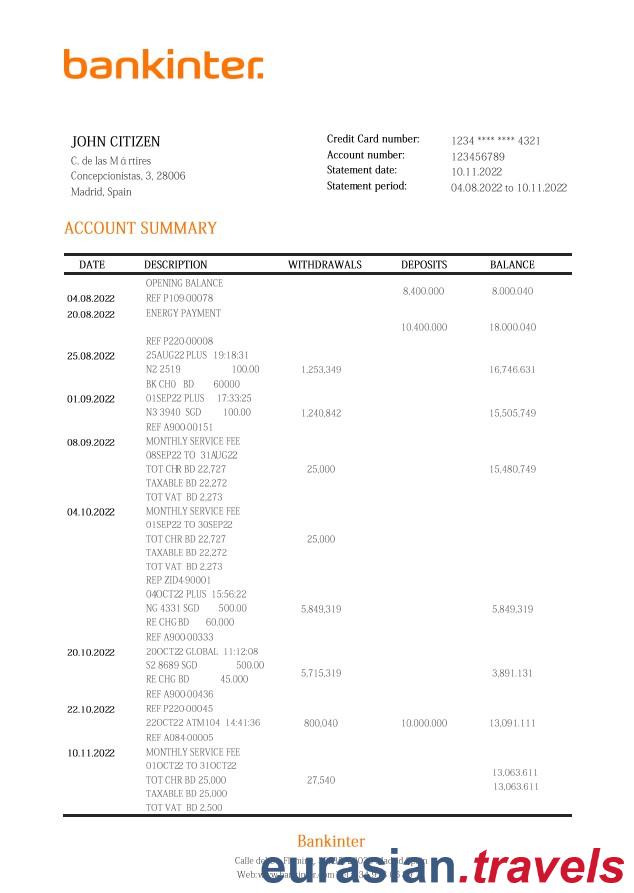 bankinter.
JOHN CITIZEN
C. de las M á rtires
Concepcionistas, 3, 28006
Madrid, Spain
Credit Card number: 1234 **** **** 4321
Account number: 123456789
Statement date: 10.11.2022
Statement period: 04.08.2022 to 10.11.2022
ACCOUNT SUMMARY
DATE DESCRIPTION WITHDRAWALS DEPOSITS BALANCE
OPENING BALANCE
8.400.000 8.000.040
04.08.2022 REF P109-00078
20.08.2022 ENERGY PAYMENT
10.400.000 18.000.040
REF P220-00008
25.08.2022 25AUG22 PLUS 19:18:31
N2 2519 100.00 1,253,349 16,746.631
BK CH0 BD 60000
01.09.2022 01SEP22 PLUS 17:33:25
N3 3940 SGD 100.00 1,240,842 15,505,749
REF A900-00151
08.09.2022 MONTHLY SERVICE FEE
08SEP22 TO 31AUG22
TOT CHR BD 22,727 25,000 15,480,749
TAXABLE BD 22,272
TOT VAT BD 2,273
04.10.2022 MONTHLY SERVICE FEE
01SEP22 TO 30SEP22
TOT CHR BD 22,727 25,000
TAXABLE BD 22,272
TOT VAT BD 2,273
REP ZID4-90001
04OCT22 PLUS 15:56:22
NG 4331 SGD 500.00 5,849,319 5,849,319
RE CHG BD 60.000
REF A900-00333
20.10.2022 20OCT22 GLOBAL 11:12:08
S2 8689 SGD 500.00
5,715,319 3,891.131
RE CHG BD 45.000
REF A900-00436
22.10.2022 REF P220-00045
22OCT22 ATM104 14:41:36 800,040 10.000.000 13,091.111
REF A084-00005
10.11.2022 MONTHLY SERVICE FEE
01OCT22 TO 31OCT22
13,063.611
TOT CHR BD 25,000 27,540
13,063.611
TAXABLE BD 25,000
TOT VAT BD 2,500
Bankinter
Calle
eurasian.travels